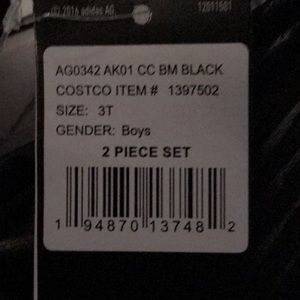 (C) 2016 adidas AG. 12811581
AG0342 AK01 CC BM BLACK
COSTCO ITEM # 1397502
SIZE: 3T
GENDER: Boys
2 PIECE SET
1 94870 13748 2